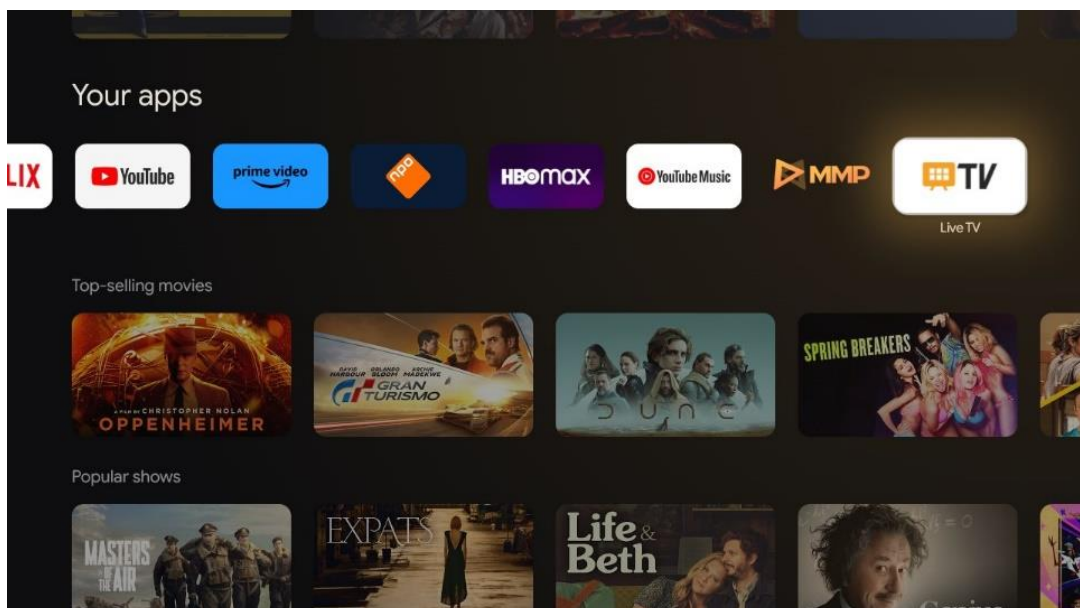 Your apps
LIX
YouTube
prime video
npo
HBOmax
YouTube Music
MMP
TV
Live TV
Top-selling movies
A FILM BY CHRISTOPHER NOLAN
OPPENHEIMER
DAVID HARBOUR ORLANDO BLOOM ARCHIE MADEKWE
GRAN
TURISMO
DUNE
SPRING BREAKERS
Popular shows
MASTERS
OF THE AIR
EXPATS
Life &
Beth